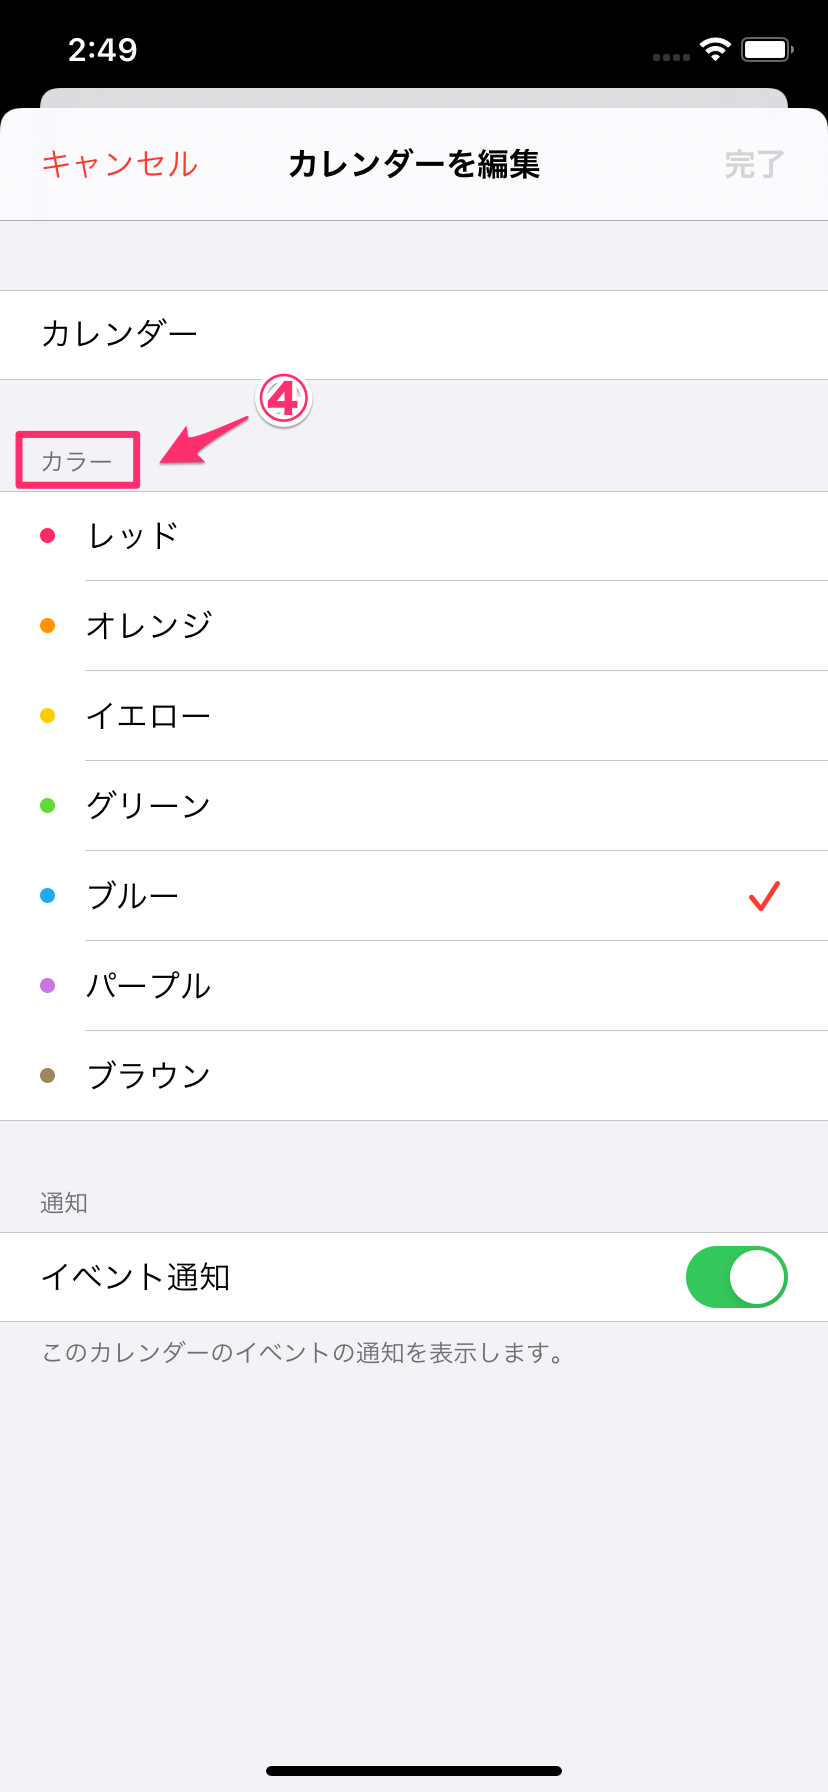 2:49
キャンセル カレンダーを編集 完了
カレンダー
④
カラー
レッド
オレンジ
イエロー
グリーン
ブルー
パープル
ブラウン
通知
イベント通知
このカレンダーのイベントの通知を表示します。